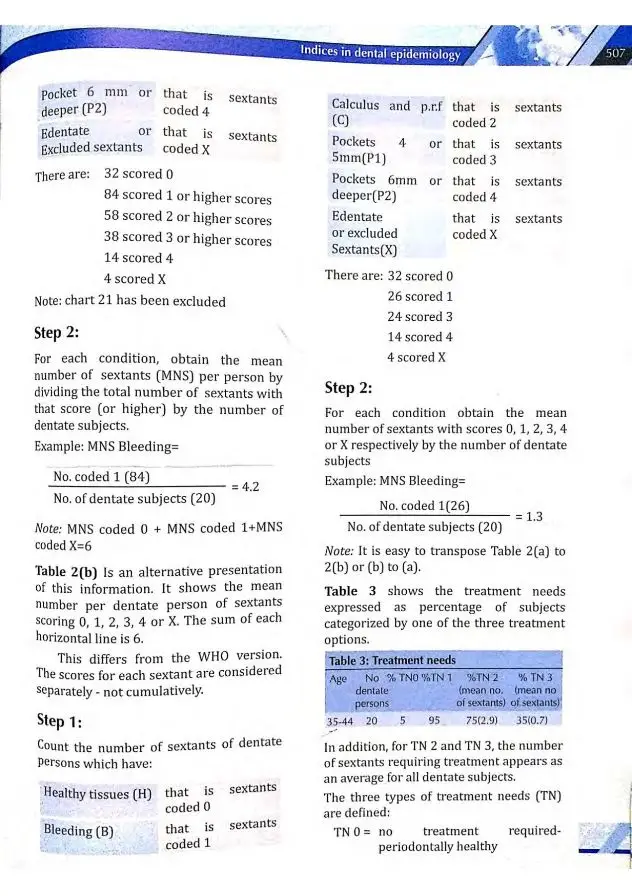 Indices in dental epidemiology
507
Pocket 6 mm or deeper (P2) that is sextants coded 4
Edentate or Excluded sextants that is sextants coded X
There are: 32 scored 0
84 scored 1 or higher scores
58 scored 2 or higher scores
38 scored 3 or higher scores
14 scored 4
4 scored X
Note: chart 21 has been excluded
Step 2:
For each condition, obtain the mean
number of sextants (MNS) per person by
dividing the total number of sextants with
that score (or higher) by the number of
dentate subjects.
Example: MNS Bleeding=
No. coded 1 (84)
= 4.2
No. of dentate subjects (20)
Note: MNS coded 0 + MNS coded 1+MNS
coded X=6
Table 2(b) Is an alternative presentation
of this information. It shows the mean
number per dentate person of sextants
scoring 0, 1, 2, 3, 4 or X. The sum of each
horizontal line is 6.
This differs from the WHO version.
The scores for each sextant are considered
separately - not cumulatively.
Step 1:
Count the number of sextants of dentate
persons which have:
Healthy tissues (H) that is sextants coded 0
Bleeding (B) that is sextants coded 1
Calculus and p.r.f (C) that is sextants coded 2
Pockets 4 or 5mm(P1) that is sextants coded 3
Pockets 6mm or deeper(P2) that is sextants coded 4
Edentate or excluded Sextants(X) that is sextants coded X
There are: 32 scored 0
26 scored 1
24 scored 3
14 scored 4
4 scored X
Step 2:
For each condition obtain the mean
number of sextants with scores 0, 1, 2, 3, 4
or X respectively by the number of dentate
subjects
Example: MNS Bleeding=
No. coded 1(26)
= 1.3
No. of dentate subjects (20)
Note: It is easy to transpose Table 2(a) to
2(b) or (b) to (a).
Table 3 shows the treatment needs
expressed as percentage of subjects
categorized by one of the three treatment
options.
Table 3: Treatment needs
Age No % TN0 %TN 1 %TN 2 % TN 3
dentate (mean no. (mean no
persons of sextants) of sextants)
35-44 20 5 95 75(2.9) 35(0.7)
In addition, for TN 2 and TN 3, the number
of sextants requiring treatment appears as
an average for all dentate subjects.
The three types of treatment needs (TN)
are defined:
TN 0 = no treatment required-
periodontally healthy